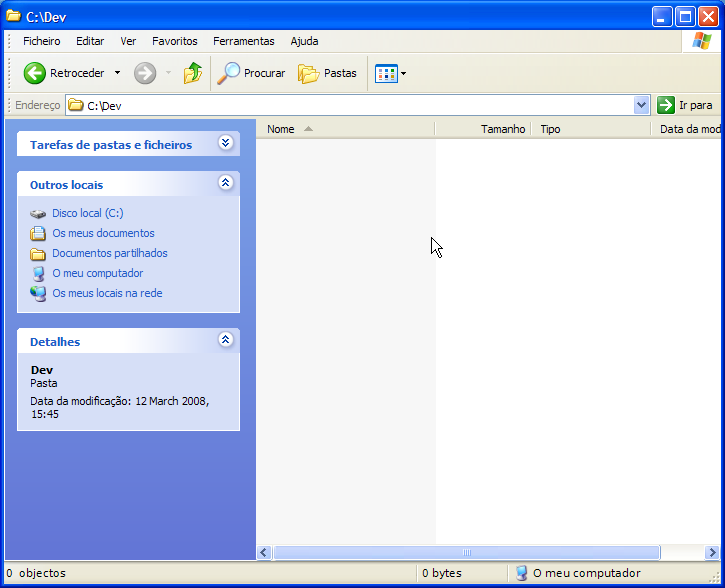 C:\Dev
Ficheiro Editar Ver Favoritos Ferramentas Ajuda
Retroceder Procurar Pastas
Endereço C:\Dev Ir para
Nome Tamanho Tipo Data da mod
Tarefas de pastas e ficheiros
Outros locais
Disco local (C:)
Os meus documentos
Documentos partilhados
O meu computador
Os meus locais na rede
Detalhes
Dev
Pasta
Data da modificação: 12 March 2008,
15:45
0 objectos 0 bytes O meu computador